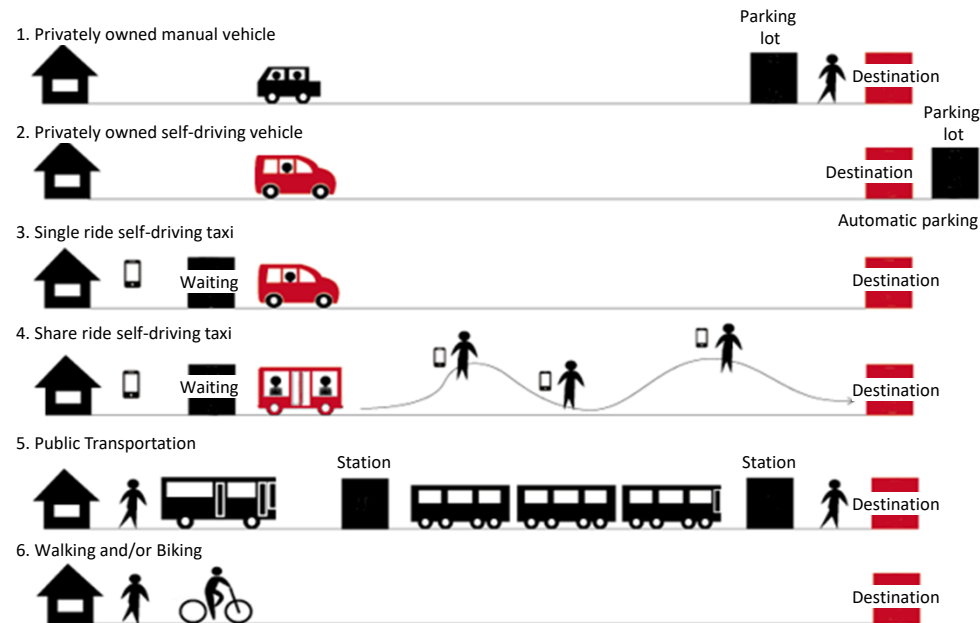 Parking
lot
1. Privately owned manual vehicle
Destination
2. Privately owned self-driving vehicle
Parking
lot
Destination
Automatic parking
3. Single ride self-driving taxi
Waiting
Destination
4. Share ride self-driving taxi
Waiting
Destination
5. Public Transportation
Station
Station
Destination
6. Walking and/or Biking
Destination